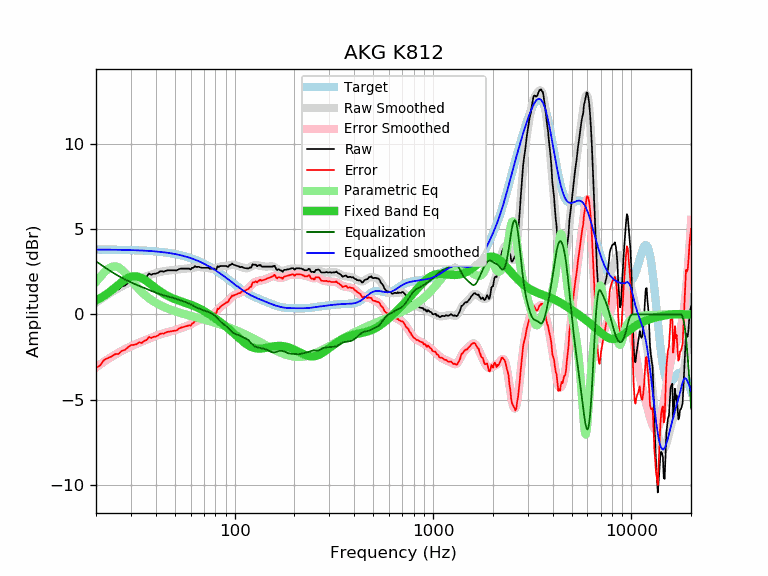 AKG K812
Target
Raw Smoothed
Error Smoothed
Raw
Error
Parametric Eq
Fixed Band Eq
Equalization
Equalized smoothed
Amplitude (dBr)
10
5
0
−5
−10
100
1000
10000
Frequency (Hz)